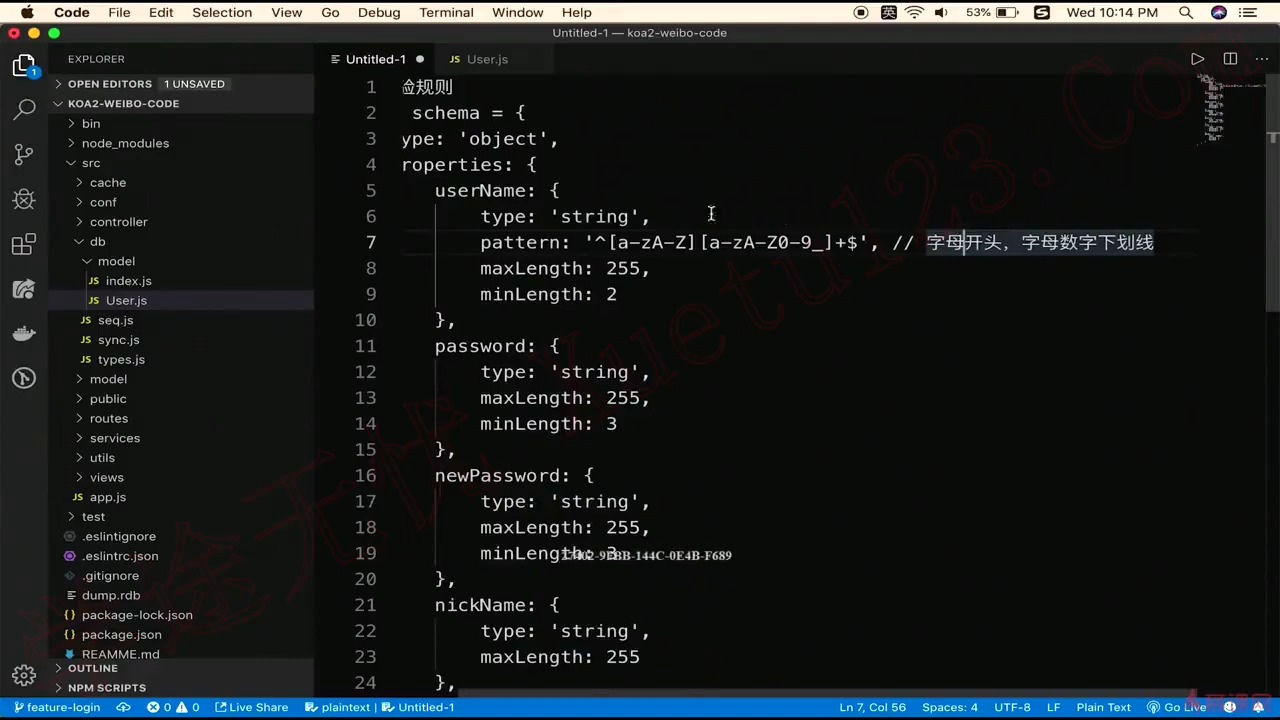 Code File Edit Selection View Go Debug Terminal Window Help 英 53% Wed 10:14 PM
Untitled-1 — koa2-weibo-code
EXPLORER
OPEN EDITORS 1 UNSAVED
KOA2-WEIBO-CODE
bin
node_modules
src
cache
conf
controller
db
model
JS index.js
JS User.js
JS seq.js
JS sync.js
JS types.js
model
public
routes
services
utils
views
JS app.js
test
.eslintignore
.eslintrc.json
.gitignore
dump.rdb
{} package-lock.json
{} package.json
REAMME.md
OUTLINE
NPM SCRIPTS
Untitled-1 JS User.js
1 验规则
2 schema = {
3 ype: 'object',
4 roperties: {
5 userName: {
6 type: 'string',
7 pattern: '^[a-zA-Z][a-zA-Z0-9_]+$', // 字母开头，字母数字下划线
8 maxLength: 255,
9 minLength: 2
10 },
11 password: {
12 type: 'string',
13 maxLength: 255,
14 minLength: 3
15 },
16 newPassword: {
17 type: 'string',
18 maxLength: 255,
19 minLength: 3
20 },
21 nickName: {
22 type: 'string',
23 maxLength: 255
24 },
feature-login 0 0 Live Share plaintext Untitled-1 Ln 7, Col 56 Spaces: 4 UTF-8 LF Plain Text Go Live